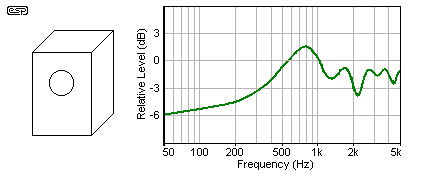 esp
Relative Level (dB)
3
0
-3
-6
50 100 200 500 1k 2k 5k
Frequency (Hz)